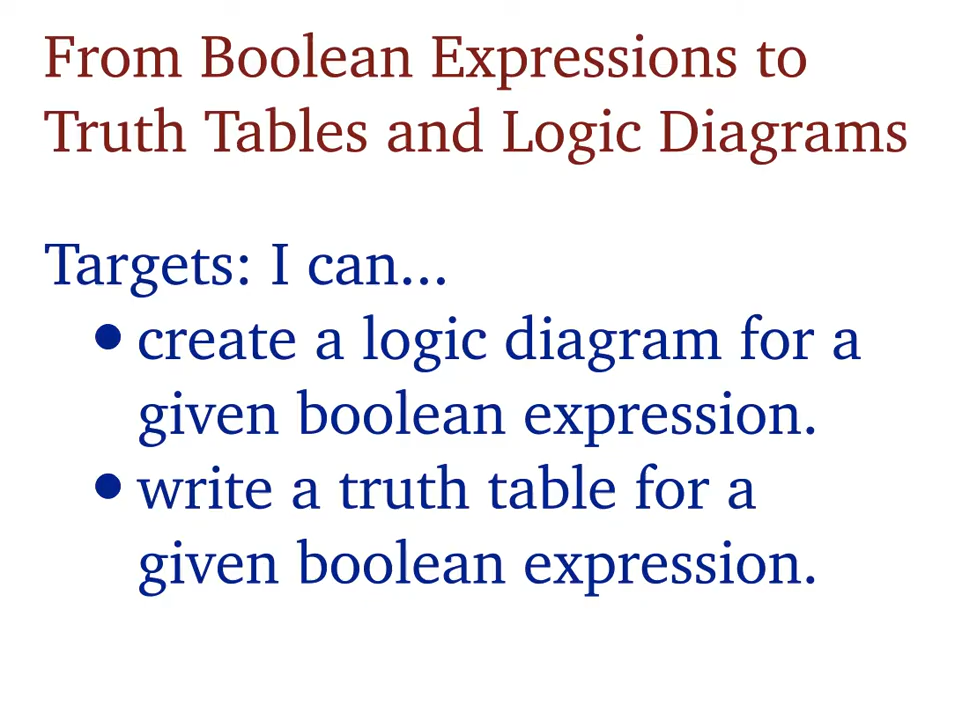 From Boolean Expressions to
Truth Tables and Logic Diagrams
Targets: I can...
• create a logic diagram for a
given boolean expression.
• write a truth table for a
given boolean expression.